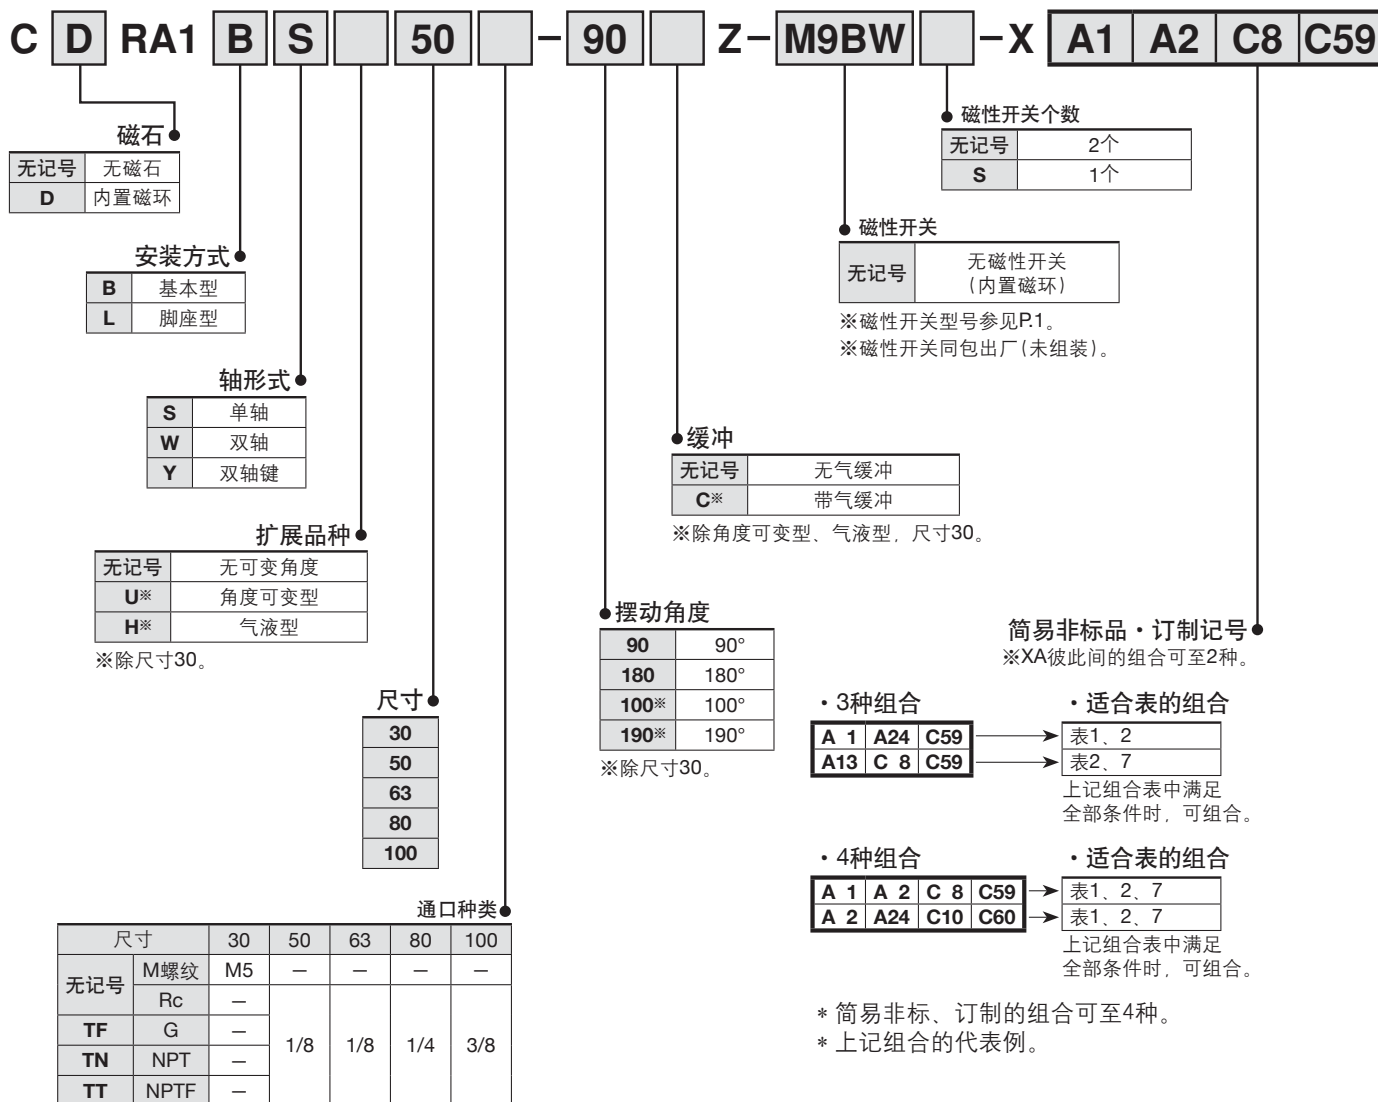 C D RA1 B S 50 - 90 Z - M9BW - X A1 A2 C8 C59
磁石
无记号 无磁石
D 内置磁环
安装方式
B 基本型
L 脚座型
轴形式
S 单轴
W 双轴
Y 双轴键
扩展品种
无记号 无可变角度
U※ 角度可变型
H※ 气液型
※除尺寸30。
尺寸
30
50
63
80
100
通口种类
尺寸 30 50 63 80 100
无记号 M螺纹 M5 － － － －
Rc － 1/8 1/8 1/4 3/8
TF G －
TN NPT －
TT NPTF －
磁性开关个数
无记号 2个
S 1个
磁性开关
无记号 无磁性开关
（内置磁环）
※磁性开关型号参见P.1。
※磁性开关同包出厂（未组装）。
缓冲
无记号 无气缓冲
C※ 带气缓冲
※除角度可变型、气液型，尺寸30。
摆动角度
90 90°
180 180°
100※ 100°
190※ 190°
※除尺寸30。
简易非标品・订制记号
※XA彼此间的组合可至2种。
・3种组合 ・适合表的组合
A 1 A24 C59 表1、2
A13 C 8 C59 表2、7
上记组合表中满足
全部条件时，可组合。
・4种组合 ・适合表的组合
A 1 A 2 C 8 C59 表1、2、7
A 2 A24 C10 C60 表1、2、7
上记组合表中满足
全部条件时，可组合。
* 简易非标、订制的组合可至4种。
* 上记组合的代表例。